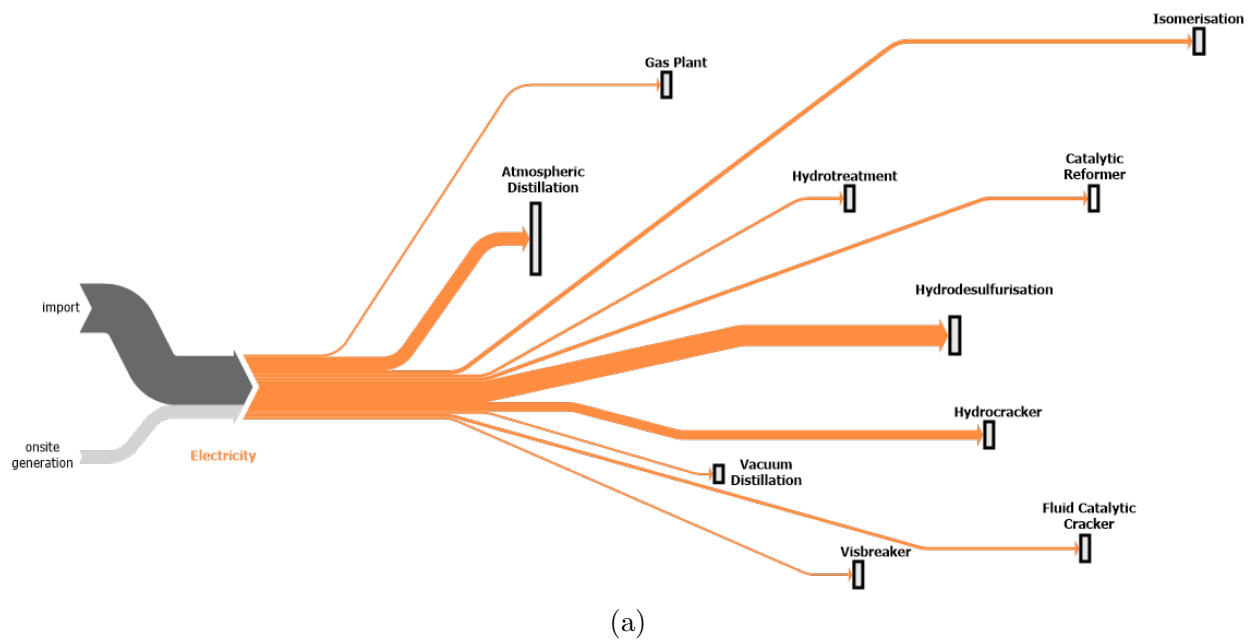 Isomerisation
Gas Plant
Atmospheric
Distillation
Hydrotreatment
Catalytic
Reformer
Hydrodesulfurisation
import
Hydrocracker
onsite
generation
Electricity
Vacuum
Distillation
Fluid Catalytic
Cracker
Visbreaker
(a)